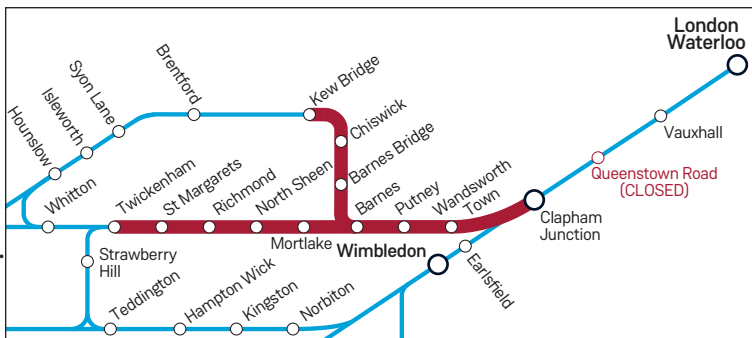 London
Waterloo
Vauxhall
Queenstown Road
(CLOSED)
Clapham
Junction
Brentford
Kew Bridge
Syon Lane
Isleworth
Hounslow
Chiswick
Barnes Bridge
Whitton
Twickenham
St Margarets
Richmond
North Sheen
Mortlake
Barnes
Putney
Wandsworth
Town
Wimbledon
Earlsfield
Strawberry
Hill
Teddington
Hampton Wick
Kingston
Norbiton